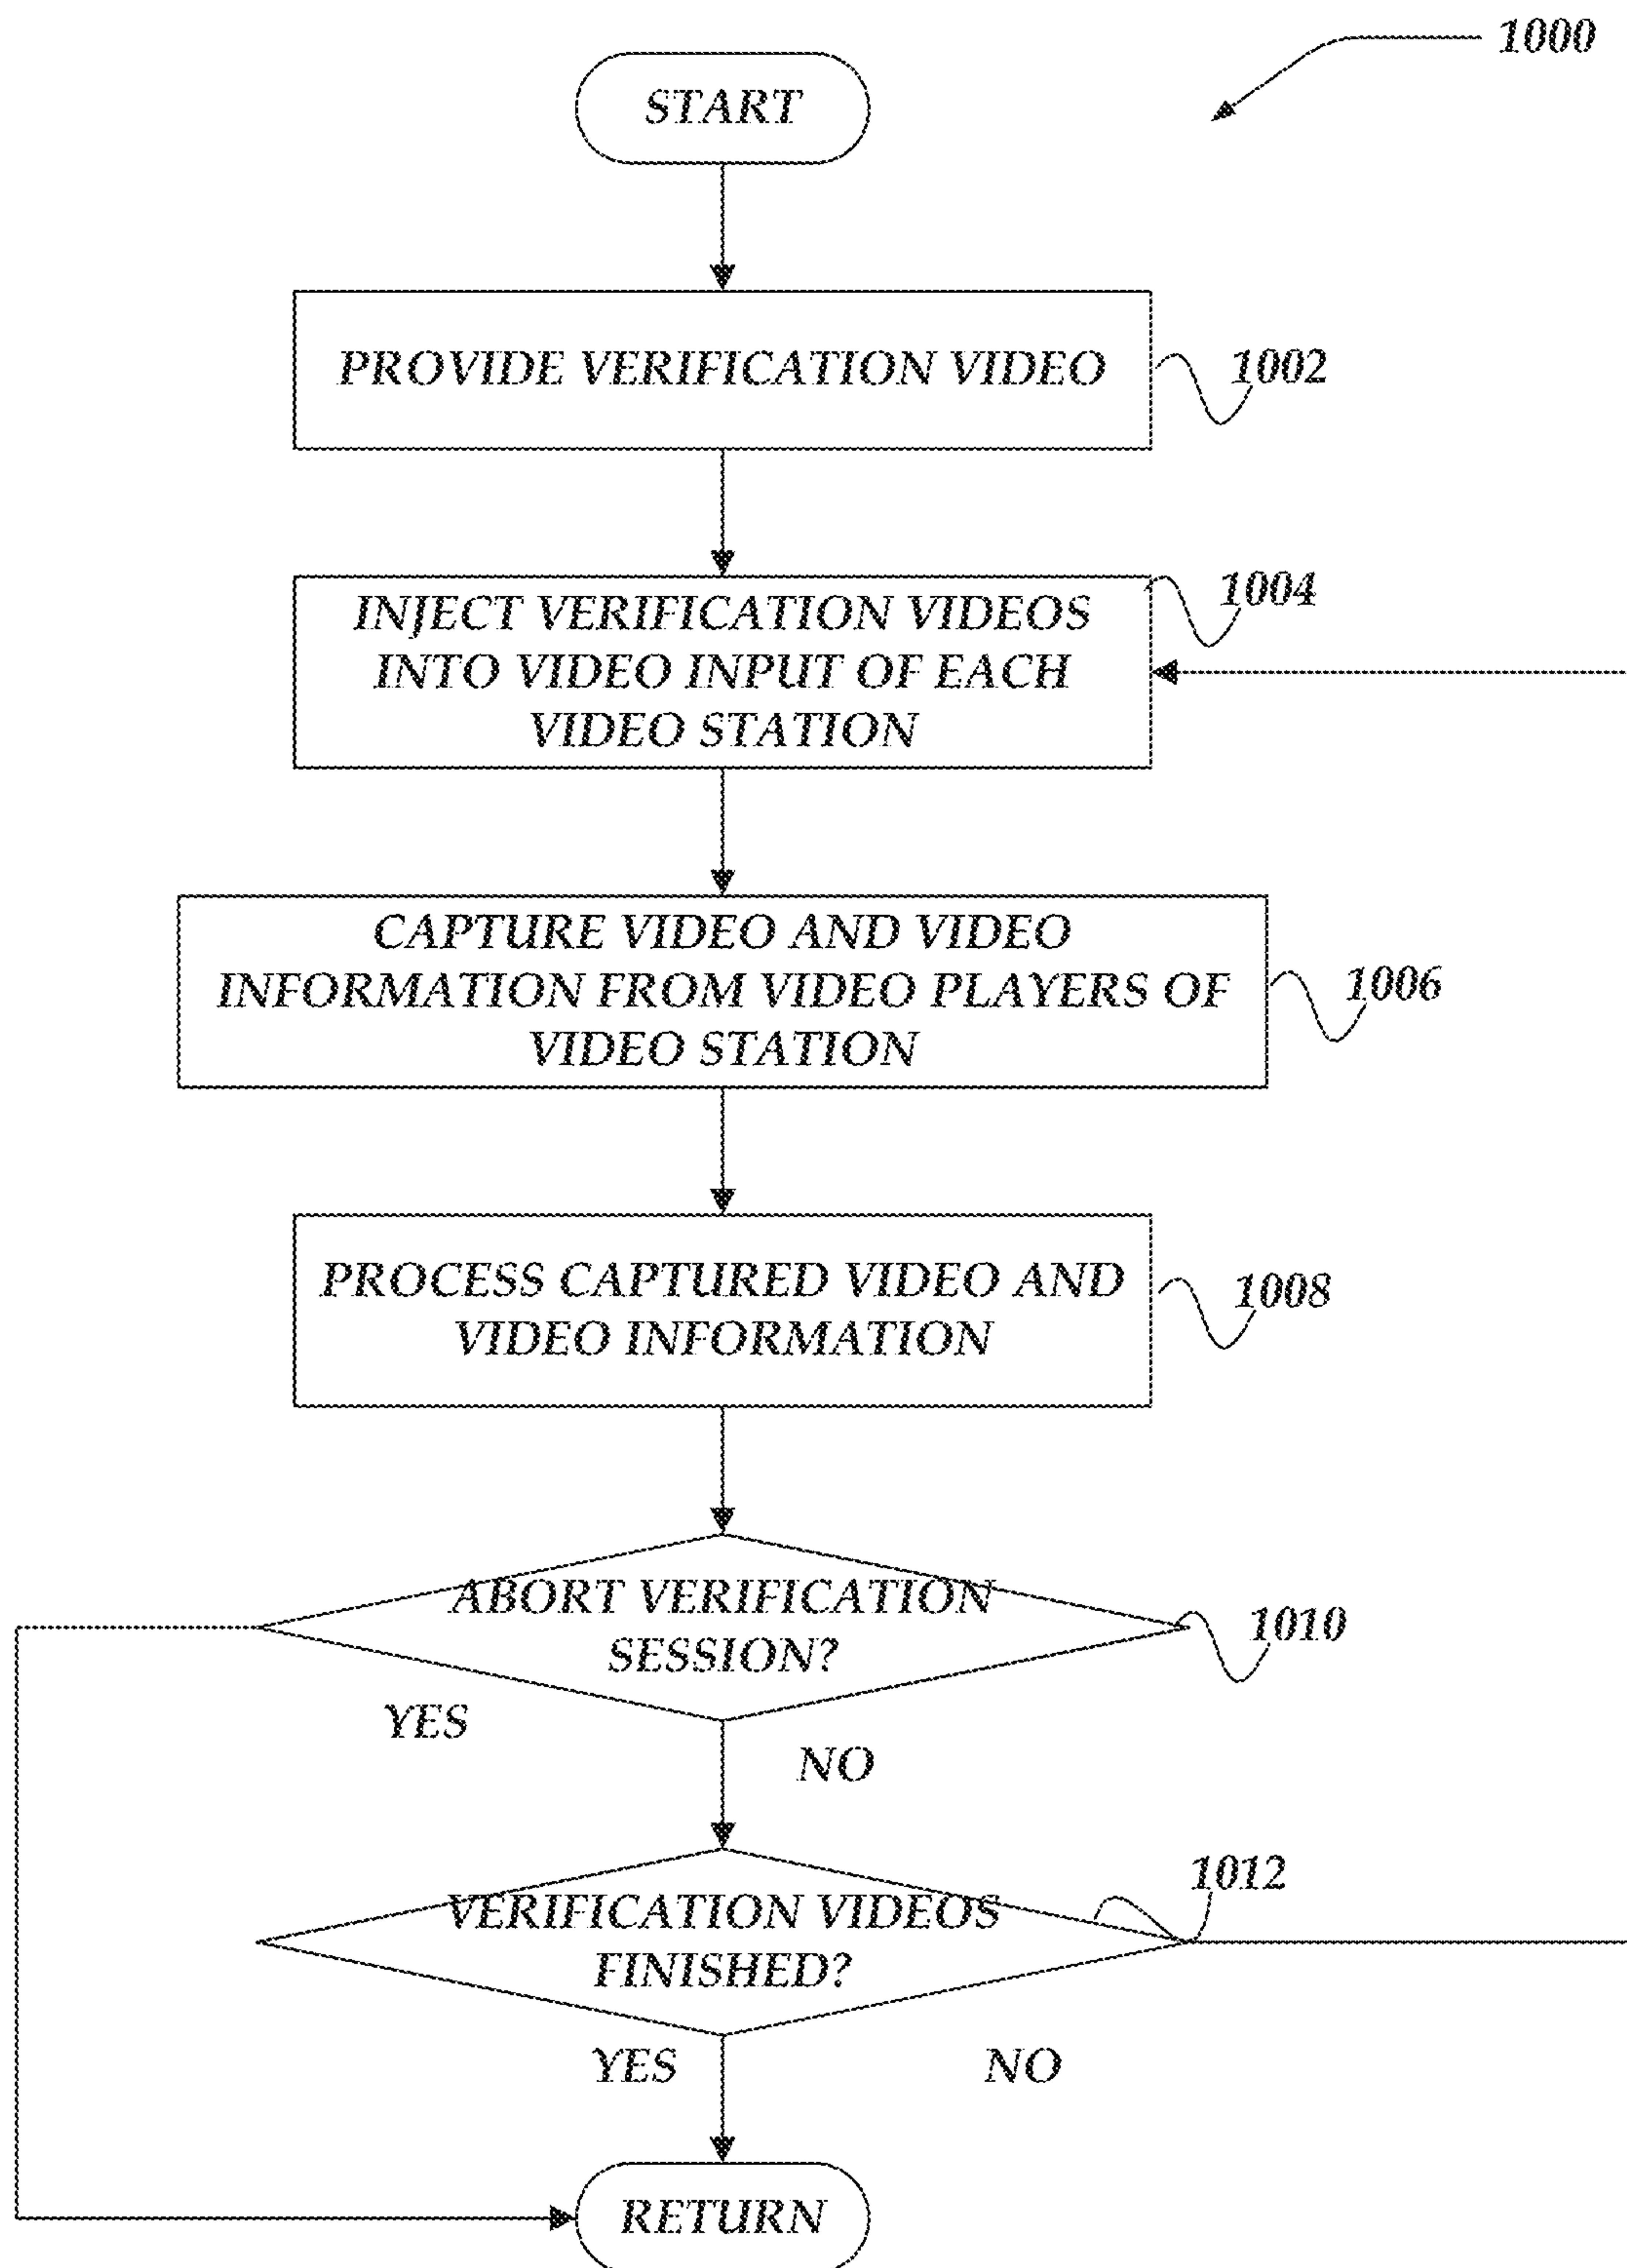 1000
START
PROVIDE VERIFICATION VIDEO
1002
INJECT VERIFICATION VIDEOS
INTO VIDEO INPUT OF EACH
VIDEO STATION
1004
CAPTURE VIDEO AND VIDEO
INFORMATION FROM VIDEO PLAYERS OF
VIDEO STATION
1006
PROCESS CAPTURED VIDEO AND
VIDEO INFORMATION
1008
ABORT VERIFICATION
SESSION?
1010
YES
NO
VERIFICATION VIDEOS
FINISHED?
1012
YES
NO
RETURN